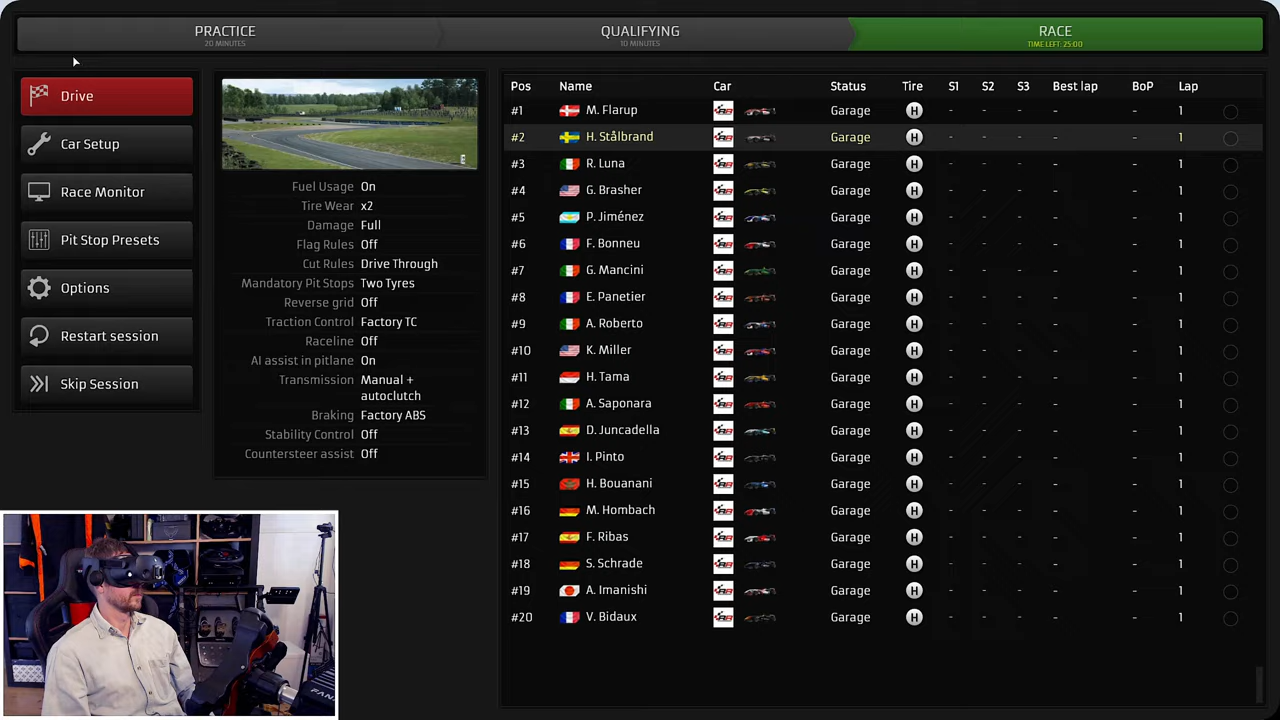 PRACTICE
20 MINUTES
QUALIFYING
10 MINUTES
RACE
TIME LEFT: 25:00
Drive
Car Setup
Race Monitor
Pit Stop Presets
Options
Restart session
Skip Session
Fuel Usage On
Tire Wear x2
Damage Full
Flag Rules Off
Cut Rules Drive Through
Mandatory Pit Stops Two Tyres
Reverse grid Off
Traction Control Factory TC
Raceline Off
AI assist in pitlane On
Transmission Manual +
autoclutch
Braking Factory ABS
Stability Control Off
Countersteer assist Off
Pos Name Car Status Tire S1 S2 S3 Best lap BoP Lap
#1 M. Flarup Garage H - - - - - 1
#2 H. Stålbrand Garage H - - - - - 1
#3 R. Luna Garage H - - - - - 1
#4 G. Brasher Garage H - - - - - 1
#5 P. Jiménez Garage H - - - - - 1
#6 F. Bonneu Garage H - - - - - 1
#7 G. Mancini Garage H - - - - - 1
#8 E. Panetier Garage H - - - - - 1
#9 A. Roberto Garage H - - - - - 1
#10 K. Miller Garage H - - - - - 1
#11 H. Tama Garage H - - - - - 1
#12 A. Saponara Garage H - - - - - 1
#13 D. Juncadella Garage H - - - - - 1
#14 I. Pinto Garage H - - - - - 1
#15 H. Bouanani Garage H - - - - - 1
#16 M. Hombach Garage H - - - - - 1
#17 F. Ribas Garage H - - - - - 1
#18 S. Schrade Garage H - - - - - 1
#19 A. Imanishi Garage H - - - - - 1
#20 V. Bidaux Garage H - - - - - 1